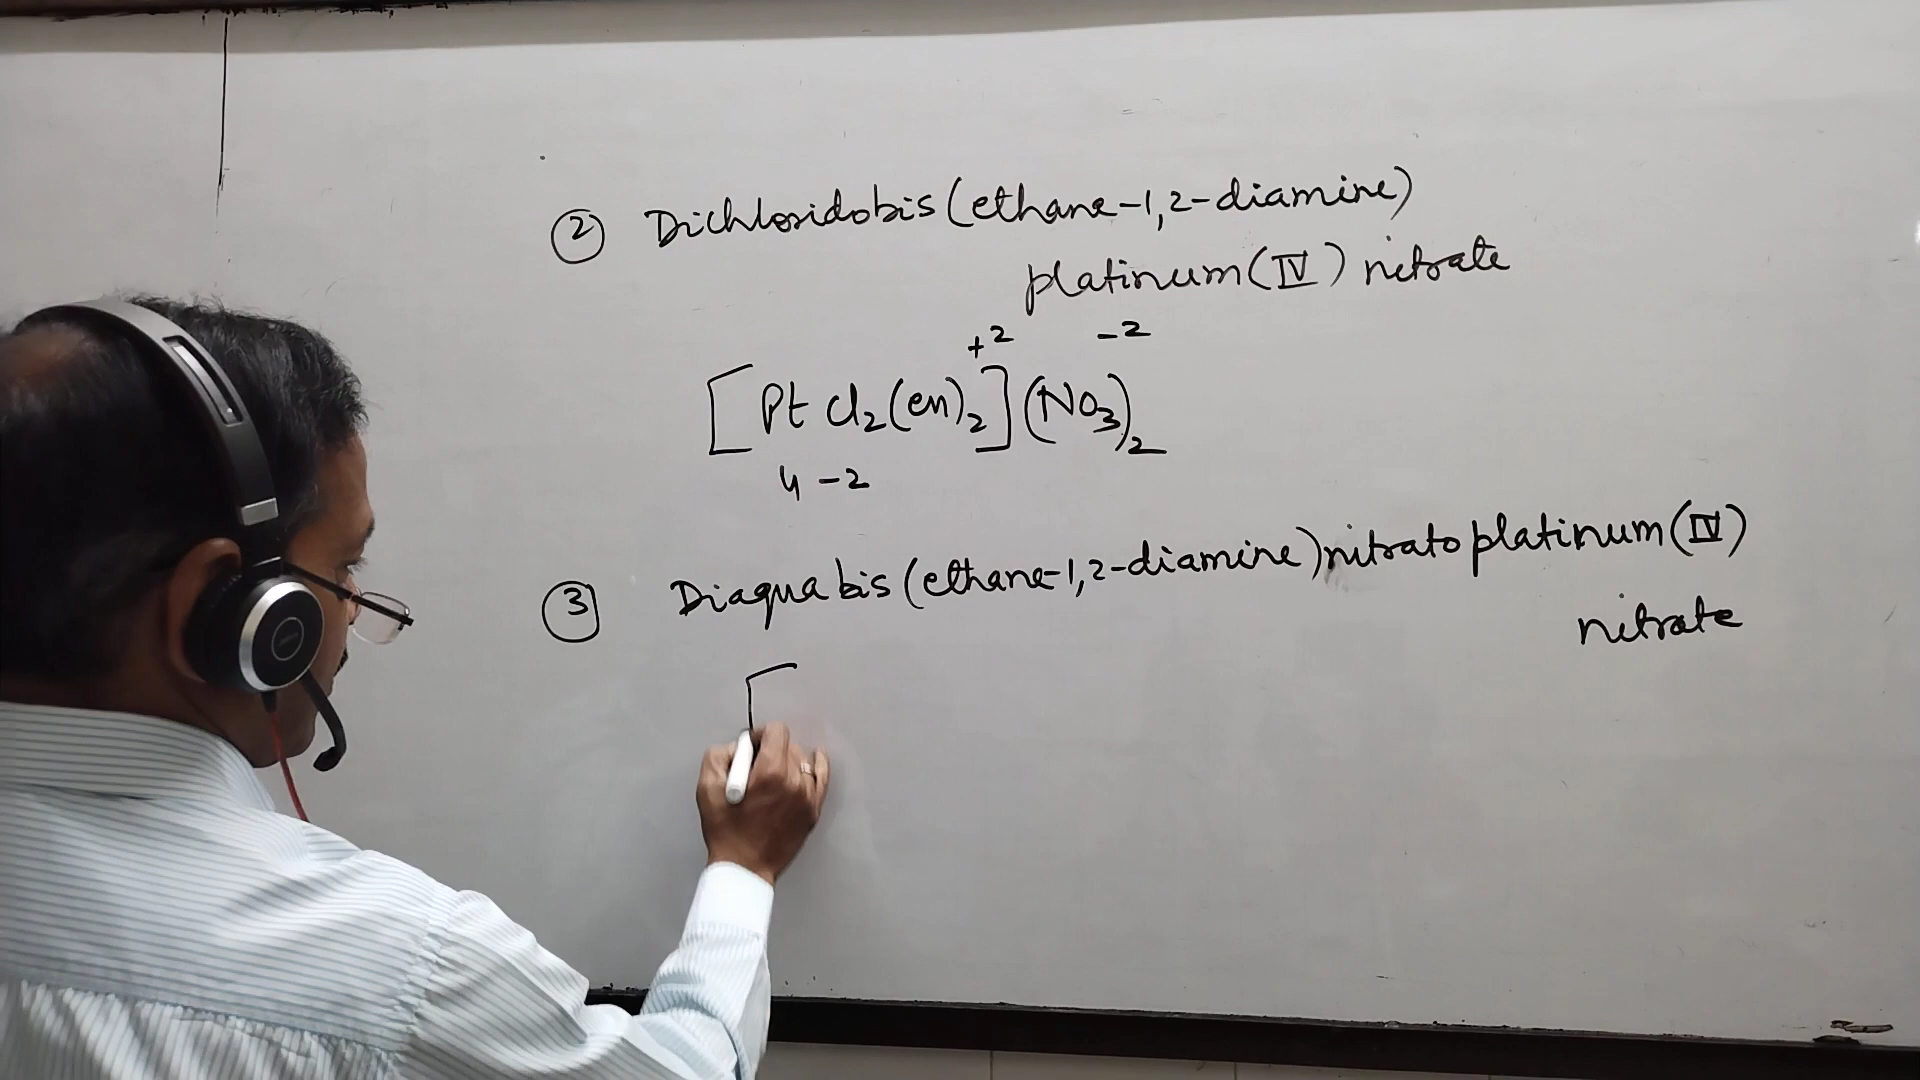 ② Dichloridobis(ethane-1,2-diamine)
platinum(IV) nitrate
+2 -2
[Pt Cl₂(en)₂](NO₃)₂
4 -2
③ Diaquabis(ethane-1,2-diamine)nitratoplatinum(IV)
nitrate
[